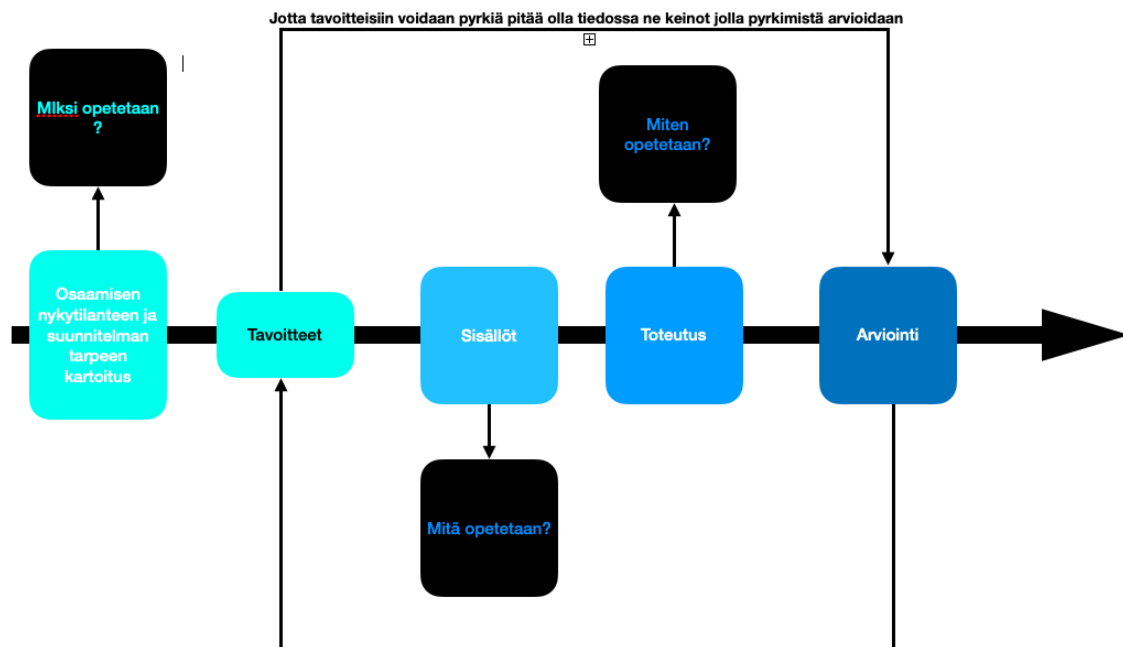 Jotta tavoitteisiin voidaan pyrkiä pitää olla tiedossa ne keinot jolla pyrkimistä arvioidaan
MIksi opetetaan
?
Miten
opetetaan?
Osaamisen
nykytilanteen ja
suunnitelman
tarpeen
kartoitus
Tavoitteet
Sisällöt
Toteutus
Arviointi
Mitä opetetaan?